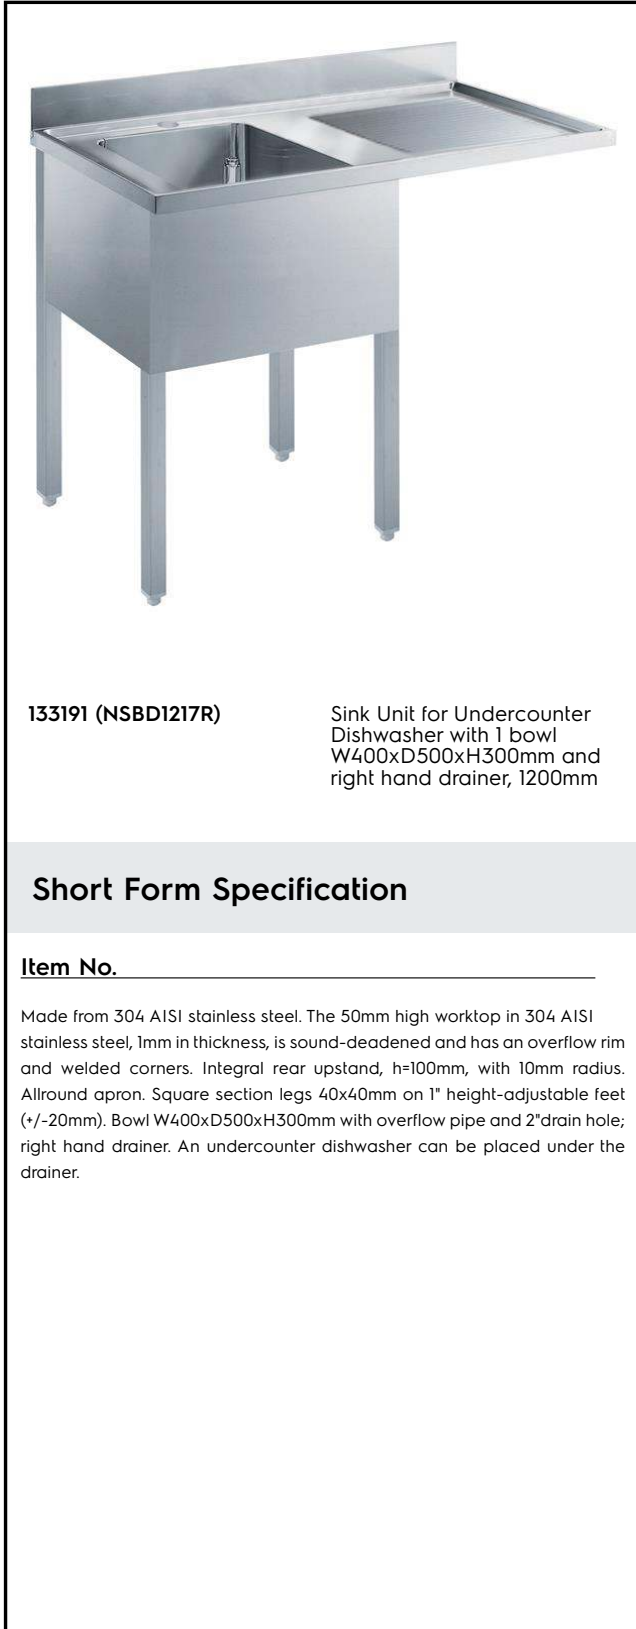 133191 (NSBD1217R)
Sink Unit for Undercounter
Dishwasher with 1 bowl
W400xD500xH300mm and
right hand drainer, 1200mm
Short Form Specification
Item No.
Made from 304 AISI stainless steel. The 50mm high worktop in 304 AISI
stainless steel, 1mm in thickness, is sound-deadened and has an overflow rim
and welded corners. Integral rear upstand, h=100mm, with 10mm radius.
Allround apron. Square section legs 40x40mm on 1" height-adjustable feet
(+/-20mm). Bowl W400xD500xH300mm with overflow pipe and 2"drain hole;
right hand drainer. An undercounter dishwasher can be placed under the
drainer.